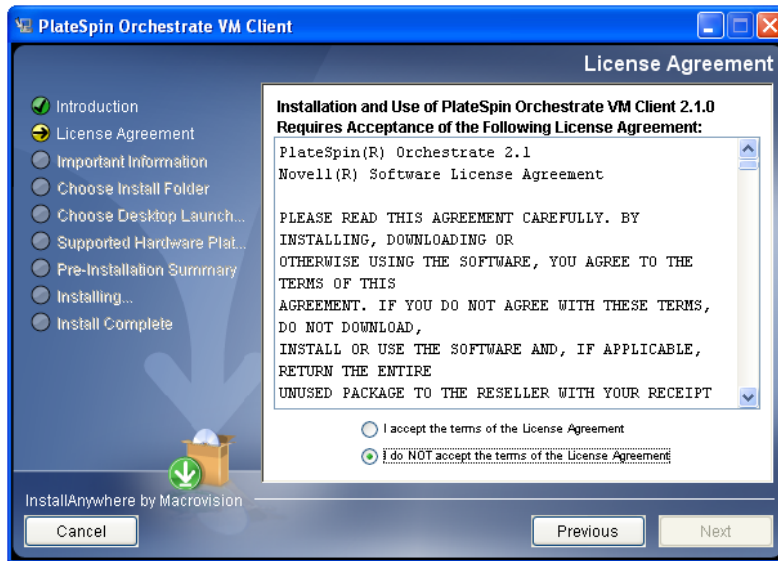 PlateSpin Orchestrate VM Client
License Agreement
Introduction
License Agreement
Important Information
Choose Install Folder
Choose Desktop Launch...
Supported Hardware Plat...
Pre-Installation Summary
Installing...
Install Complete
Installation and Use of PlateSpin Orchestrate VM Client 2.1.0
Requires Acceptance of the Following License Agreement:
PlateSpin(R) Orchestrate 2.1
Novell(R) Software License Agreement
PLEASE READ THIS AGREEMENT CAREFULLY. BY
INSTALLING, DOWNLOADING OR
OTHERWISE USING THE SOFTWARE, YOU AGREE TO THE
TERMS OF THIS
AGREEMENT. IF YOU DO NOT AGREE WITH THESE TERMS,
DO NOT DOWNLOAD,
INSTALL OR USE THE SOFTWARE AND, IF APPLICABLE,
RETURN THE ENTIRE
UNUSED PACKAGE TO THE RESELLER WITH YOUR RECEIPT
I accept the terms of the License Agreement
I do NOT accept the terms of the License Agreement
InstallAnywhere by Macrovision
Cancel
Previous
Next